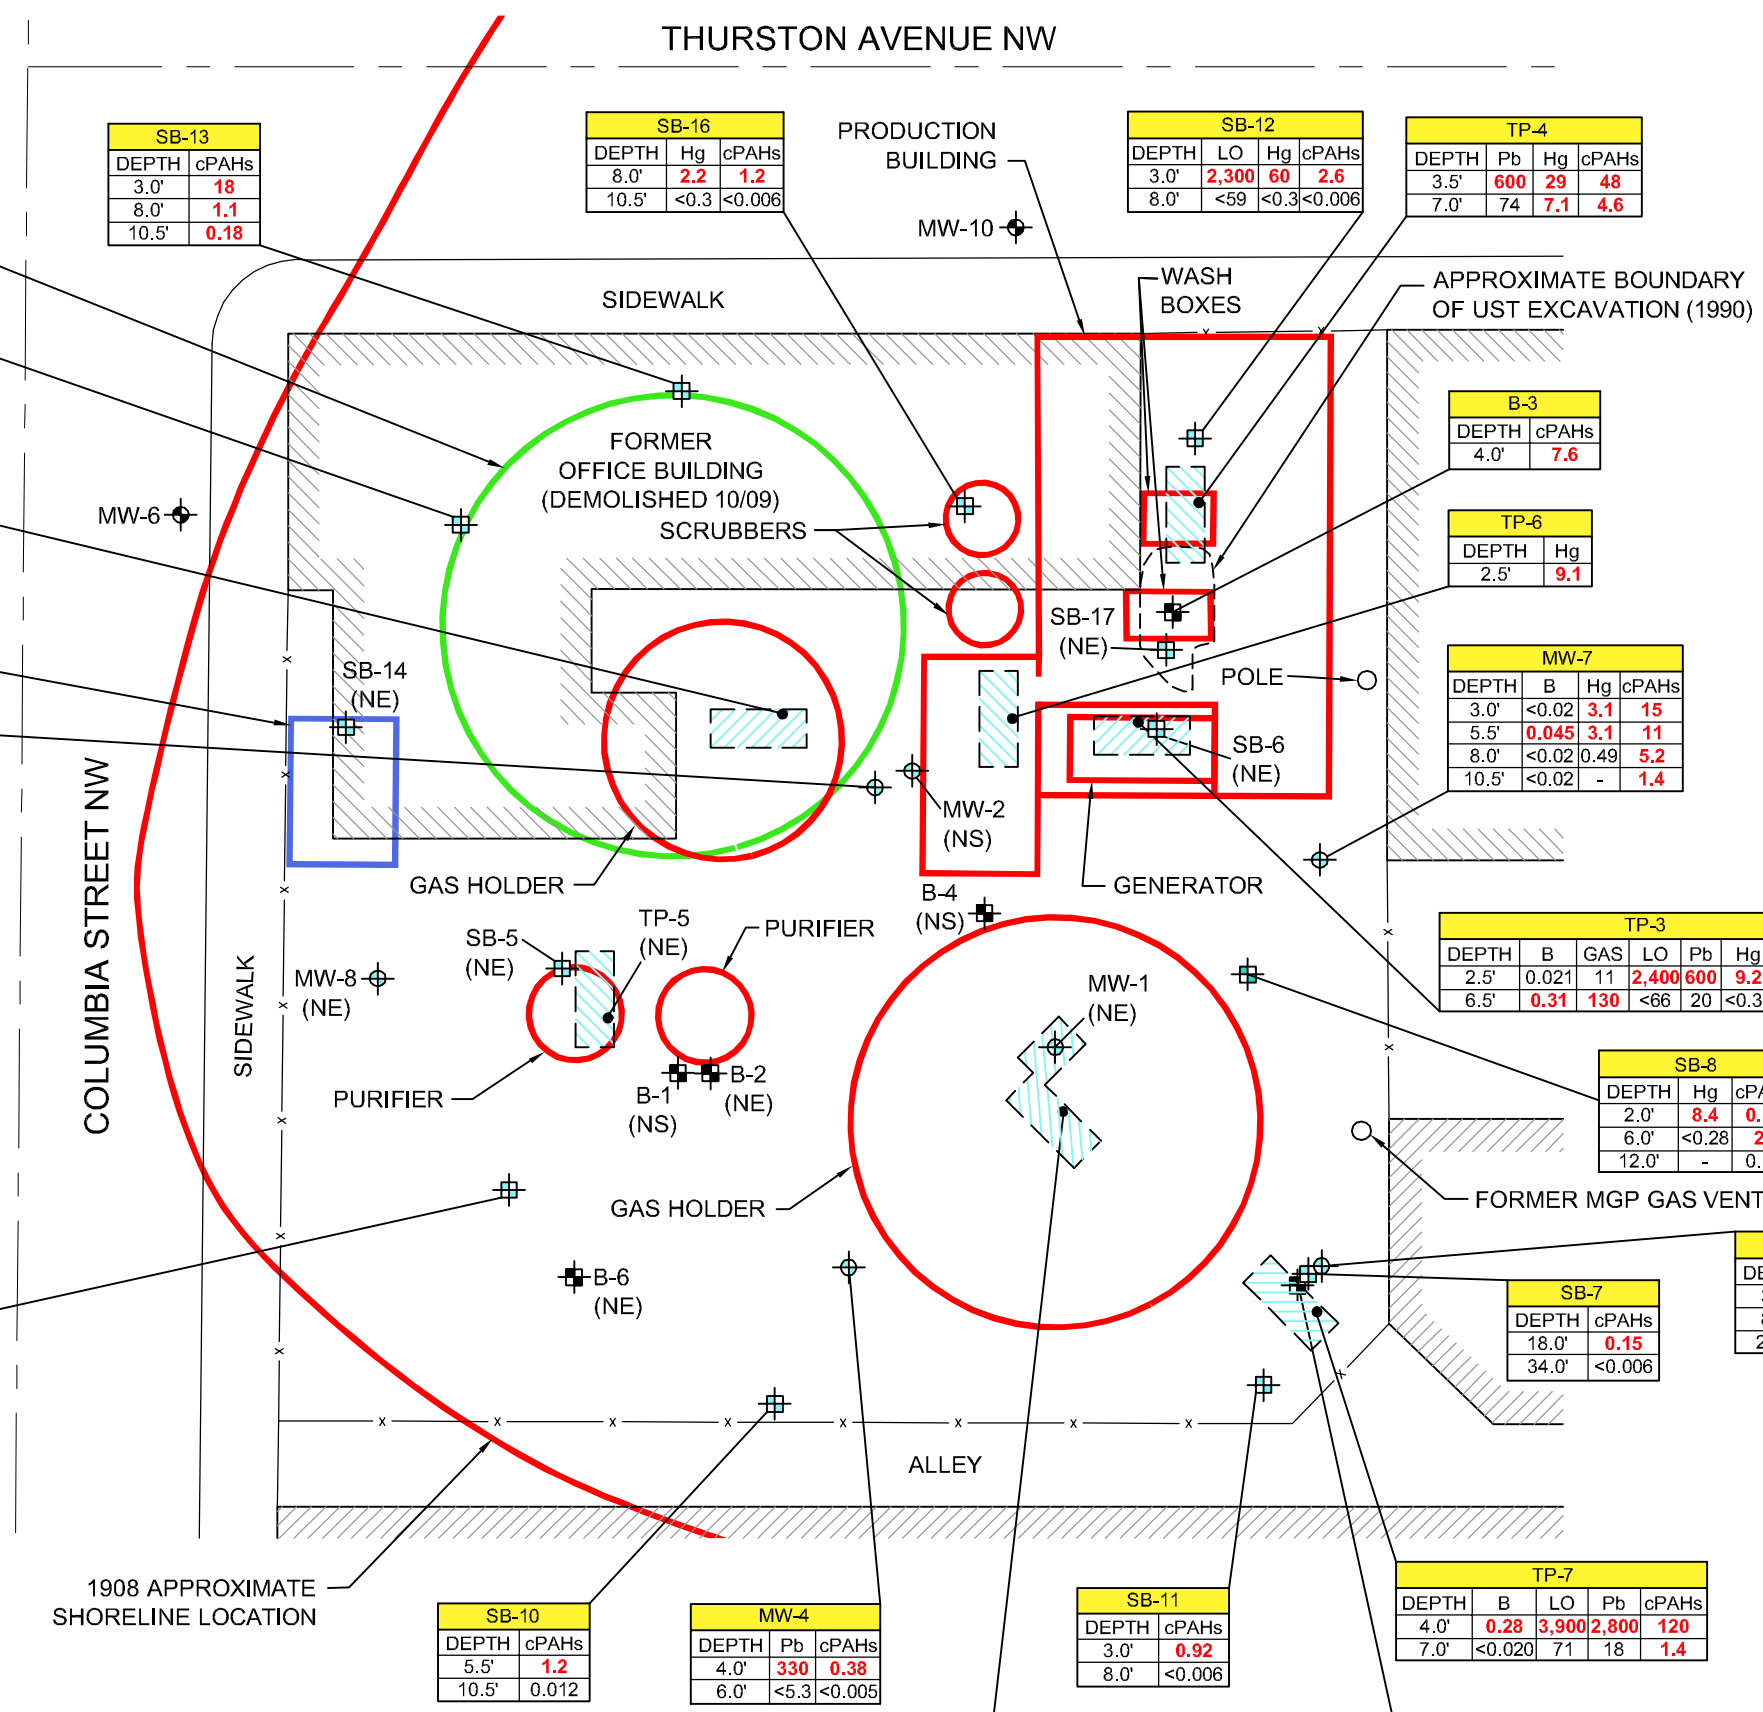 THURSTON AVENUE NW
SB-13
DEPTH cPAHs
3.0' 18
8.0' 1.1
10.5' 0.18
SB-16
DEPTH Hg cPAHs
8.0' 2.2 1.2
10.5' <0.3 <0.006
PRODUCTION
BUILDING
MW-10
SB-12
DEPTH LO Hg cPAHs
3.0' 2,300 60 2.6
8.0' <59 <0.3 <0.006
TP-4
DEPTH Pb Hg cPAHs
3.5' 600 29 48
7.0' 74 7.1 4.6
SIDEWALK
WASH
BOXES
APPROXIMATE BOUNDARY
OF UST EXCAVATION (1990)
x x
FORMER
OFFICE BUILDING
(DEMOLISHED 10/09)
SCRUBBERS
MW-6
B-3
DEPTH cPAHs
4.0' 7.6
TP-6
DEPTH Hg
2.5' 9.1
SB-17
(NE)
POLE
SB-14
(NE)
MW-7
DEPTH B Hg cPAHs
3.0' <0.02 3.1 15
5.5' 0.045 3.1 11
8.0' <0.02 0.49 5.2
10.5' <0.02 - 1.4
SB-6
(NE)
MW-2
(NS)
COLUMBIA STREET NW
SIDEWALK
x
x
x
x
x
x
x
GAS HOLDER
GENERATOR
B-4
(NS)
PURIFIER
TP-5
(NE)
SB-5
(NE)
MW-8
(NE)
MW-1
(NE)
x
x
x
TP-3
DEPTH B GAS LO Pb Hg
2.5' 0.021 11 2,400 600 9.2
6.5' 0.31 130 <66 20 <0.3
SB-8
DEPTH Hg cPA
2.0' 8.4 0.
6.0' <0.28 2
12.0' - 0.
PURIFIER
B-1
(NS)
B-2
(NE)
GAS HOLDER
FORMER MGP GAS VENT
B-6
(NE)
DE
2
SB-7
DEPTH cPAHs
18.0' 0.15
34.0' <0.006
x x x x x x x x
ALLEY
1908 APPROXIMATE
SHORELINE LOCATION
SB-10
DEPTH cPAHs
5.5' 1.2
10.5' 0.012
MW-4
DEPTH Pb cPAHs
4.0' 330 0.38
6.0' <5.3 <0.005
SB-11
DEPTH cPAHs
3.0' 0.92
8.0' <0.006
TP-7
DEPTH B LO Pb cPAHs
4.0' 0.28 3,900 2,800 120
7.0' <0.020 71 18 1.4